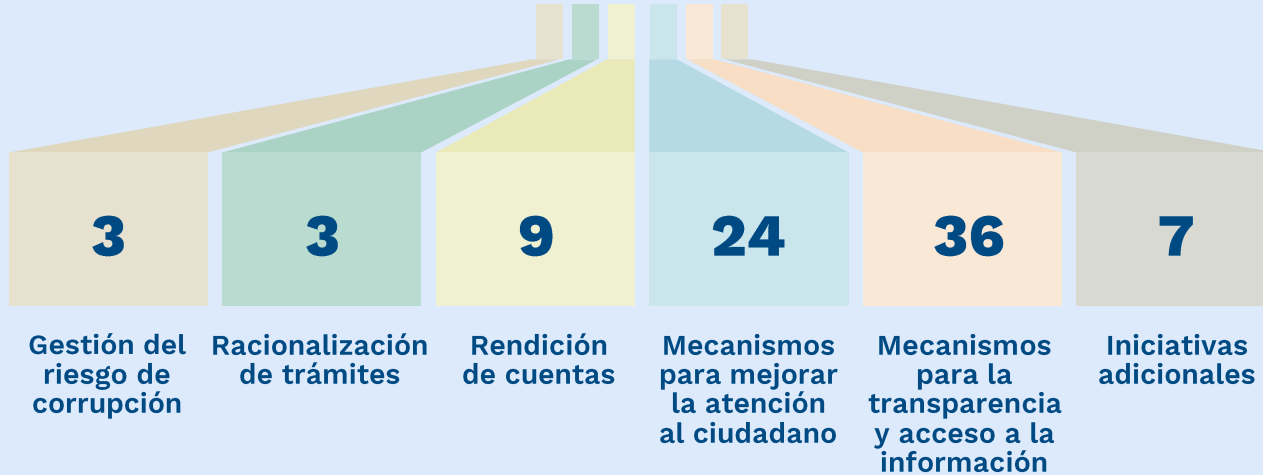 3
Gestión del
riesgo de
corrupción
3
Racionalización
de trámites
9
Rendición
de cuentas
24
Mecanismos
para mejorar
la atención
al ciudadano
36
Mecanismos
para la
transparencia
y acceso a la
información
7
Iniciativas
adicionales